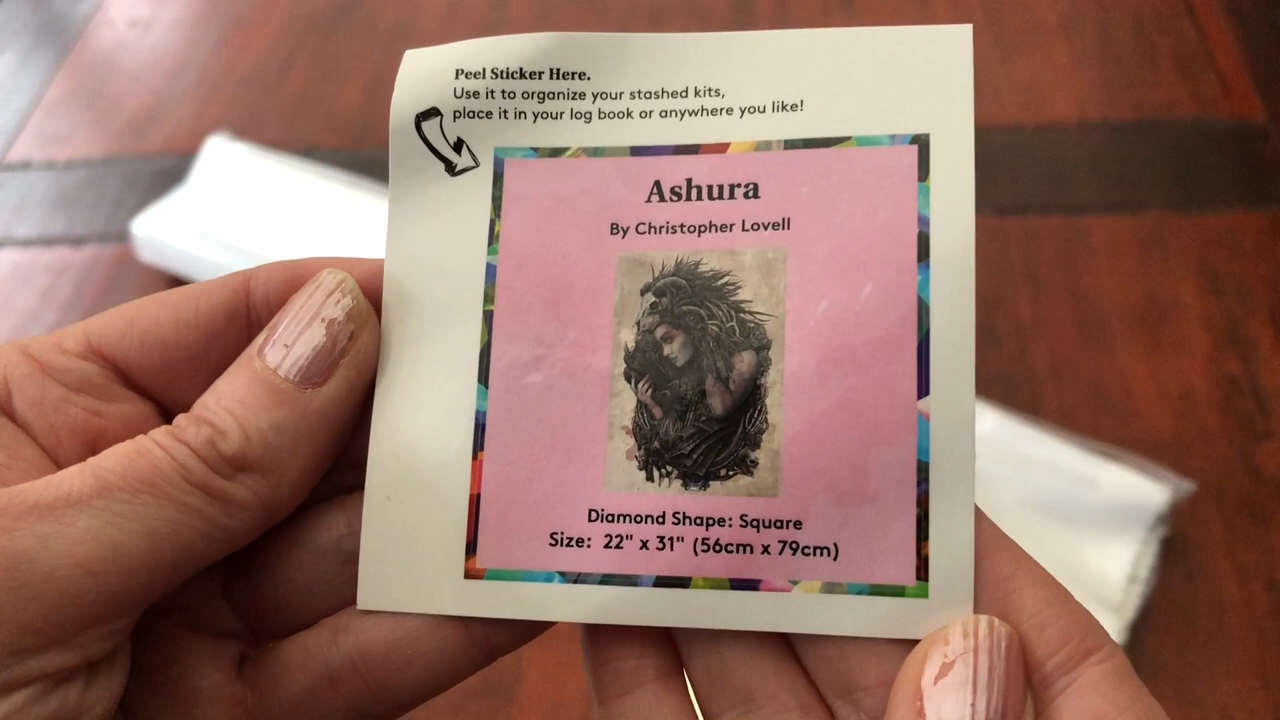 Peel Sticker Here.
Use it to organize your stashed kits,
place it in your log book or anywhere you like!
Ashura
By Christopher Lovell
Diamond Shape: Square
Size: 22" x 31" (56cm x 79cm)